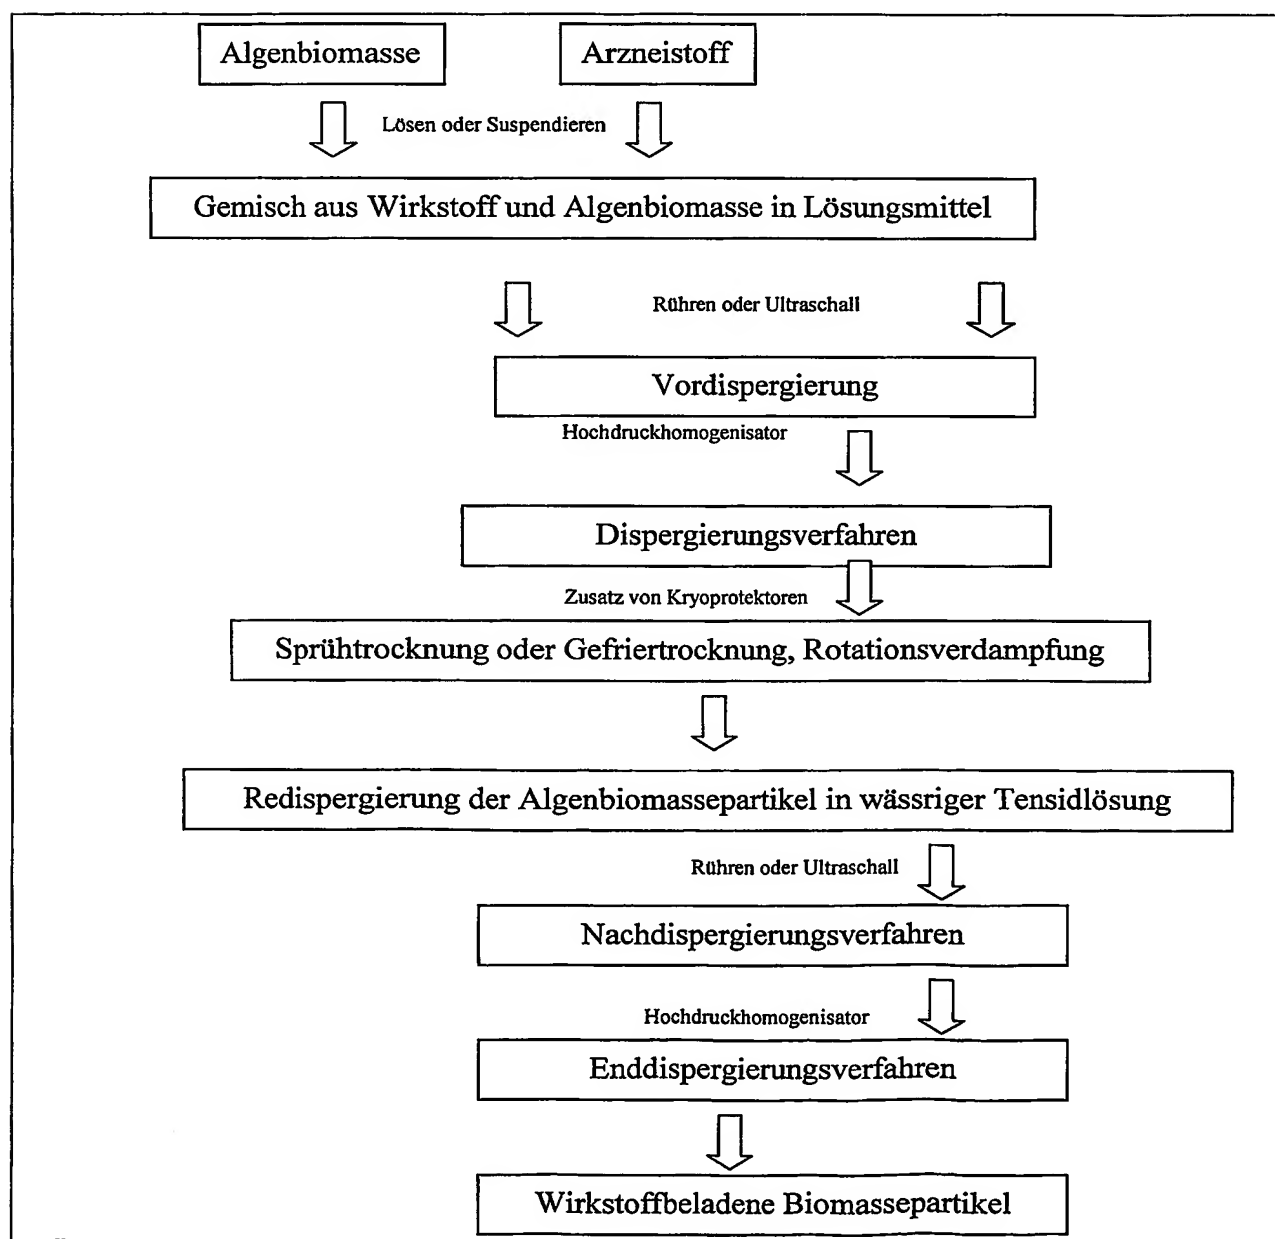 Algenbiomasse
Arzneistoff
Lösen oder Suspendieren
Gemisch aus Wirkstoff und Algenbiomasse in Lösungsmittel
Rühren oder Ultraschall
Vordispergierung
Hochdruckhomogenisator
Dispergierungsverfahren
Zusatz von Kryoprotektoren
Sprühtrocknung oder Gefriertrocknung, Rotationsverdampfung
Redispergierung der Algenbiomassepartikel in wässriger Tensidlösung
Rühren oder Ultraschall
Nachdispergierungsverfahren
Hochdruckhomogenisator
Enddispergierungsverfahren
Wirkstoffbeladene Biomassepartikel